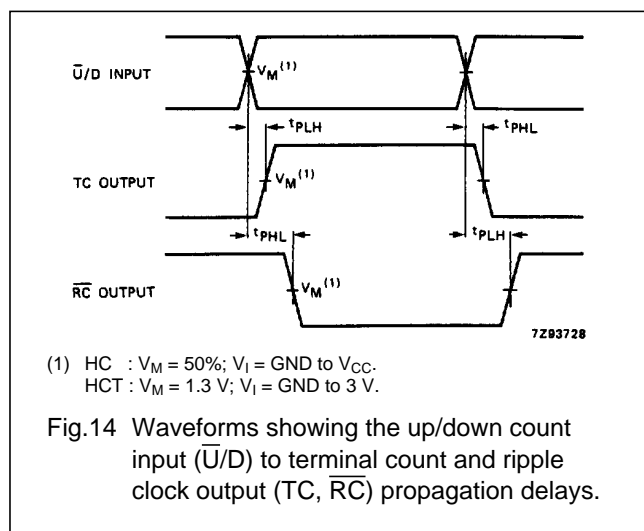 U̅/D INPUT
V_M(1)
t_PLH
t_PHL
TC OUTPUT
V_M(1)
t_PHL
t_PLH
R̅C̅ OUTPUT
V_M(1)
7Z93728
(1) HC : V_M = 50%; V_I = GND to V_CC.
HCT : V_M = 1.3 V; V_I = GND to 3 V.
Fig.14 Waveforms showing the up/down count
input (U̅/D) to terminal count and ripple
clock output (TC, R̅C̅) propagation delays.